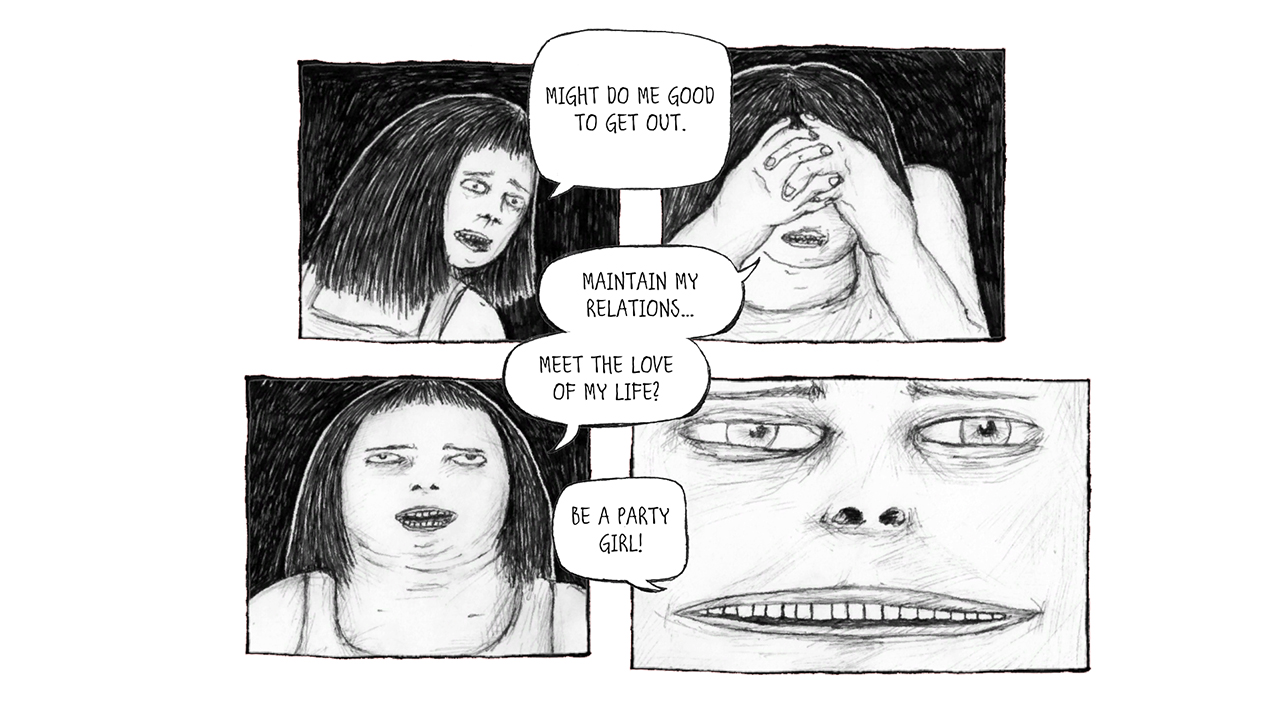 MIGHT DO ME GOOD
TO GET OUT.
MAINTAIN MY
RELATIONS...
MEET THE LOVE
OF MY LIFE?
BE A PARTY
GIRL!